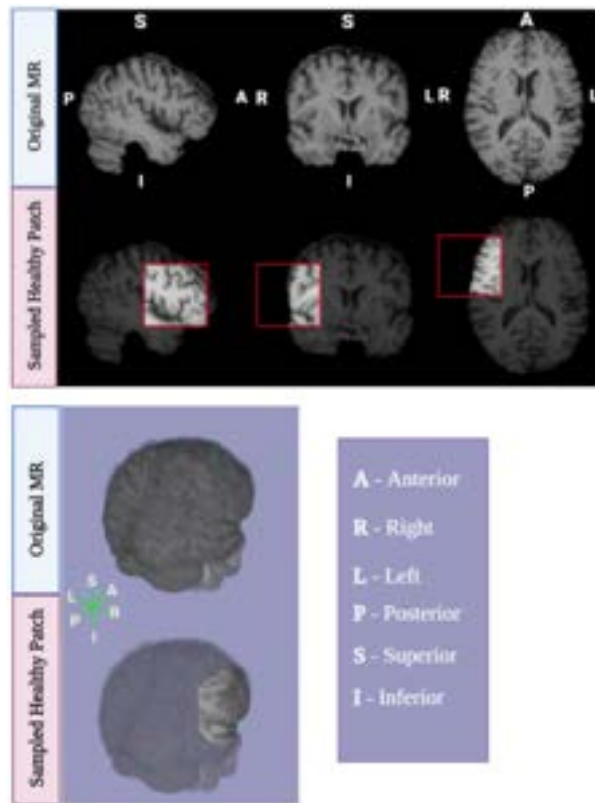 S S A
Original MR
P A R L R L
I I P
Sampled Healthy Patch
Original MR
S
L A
P R
I
Sampled Healthy Patch
A - Anterior
R - Right
L - Left
P - Posterior
S - Superior
I - Inferior